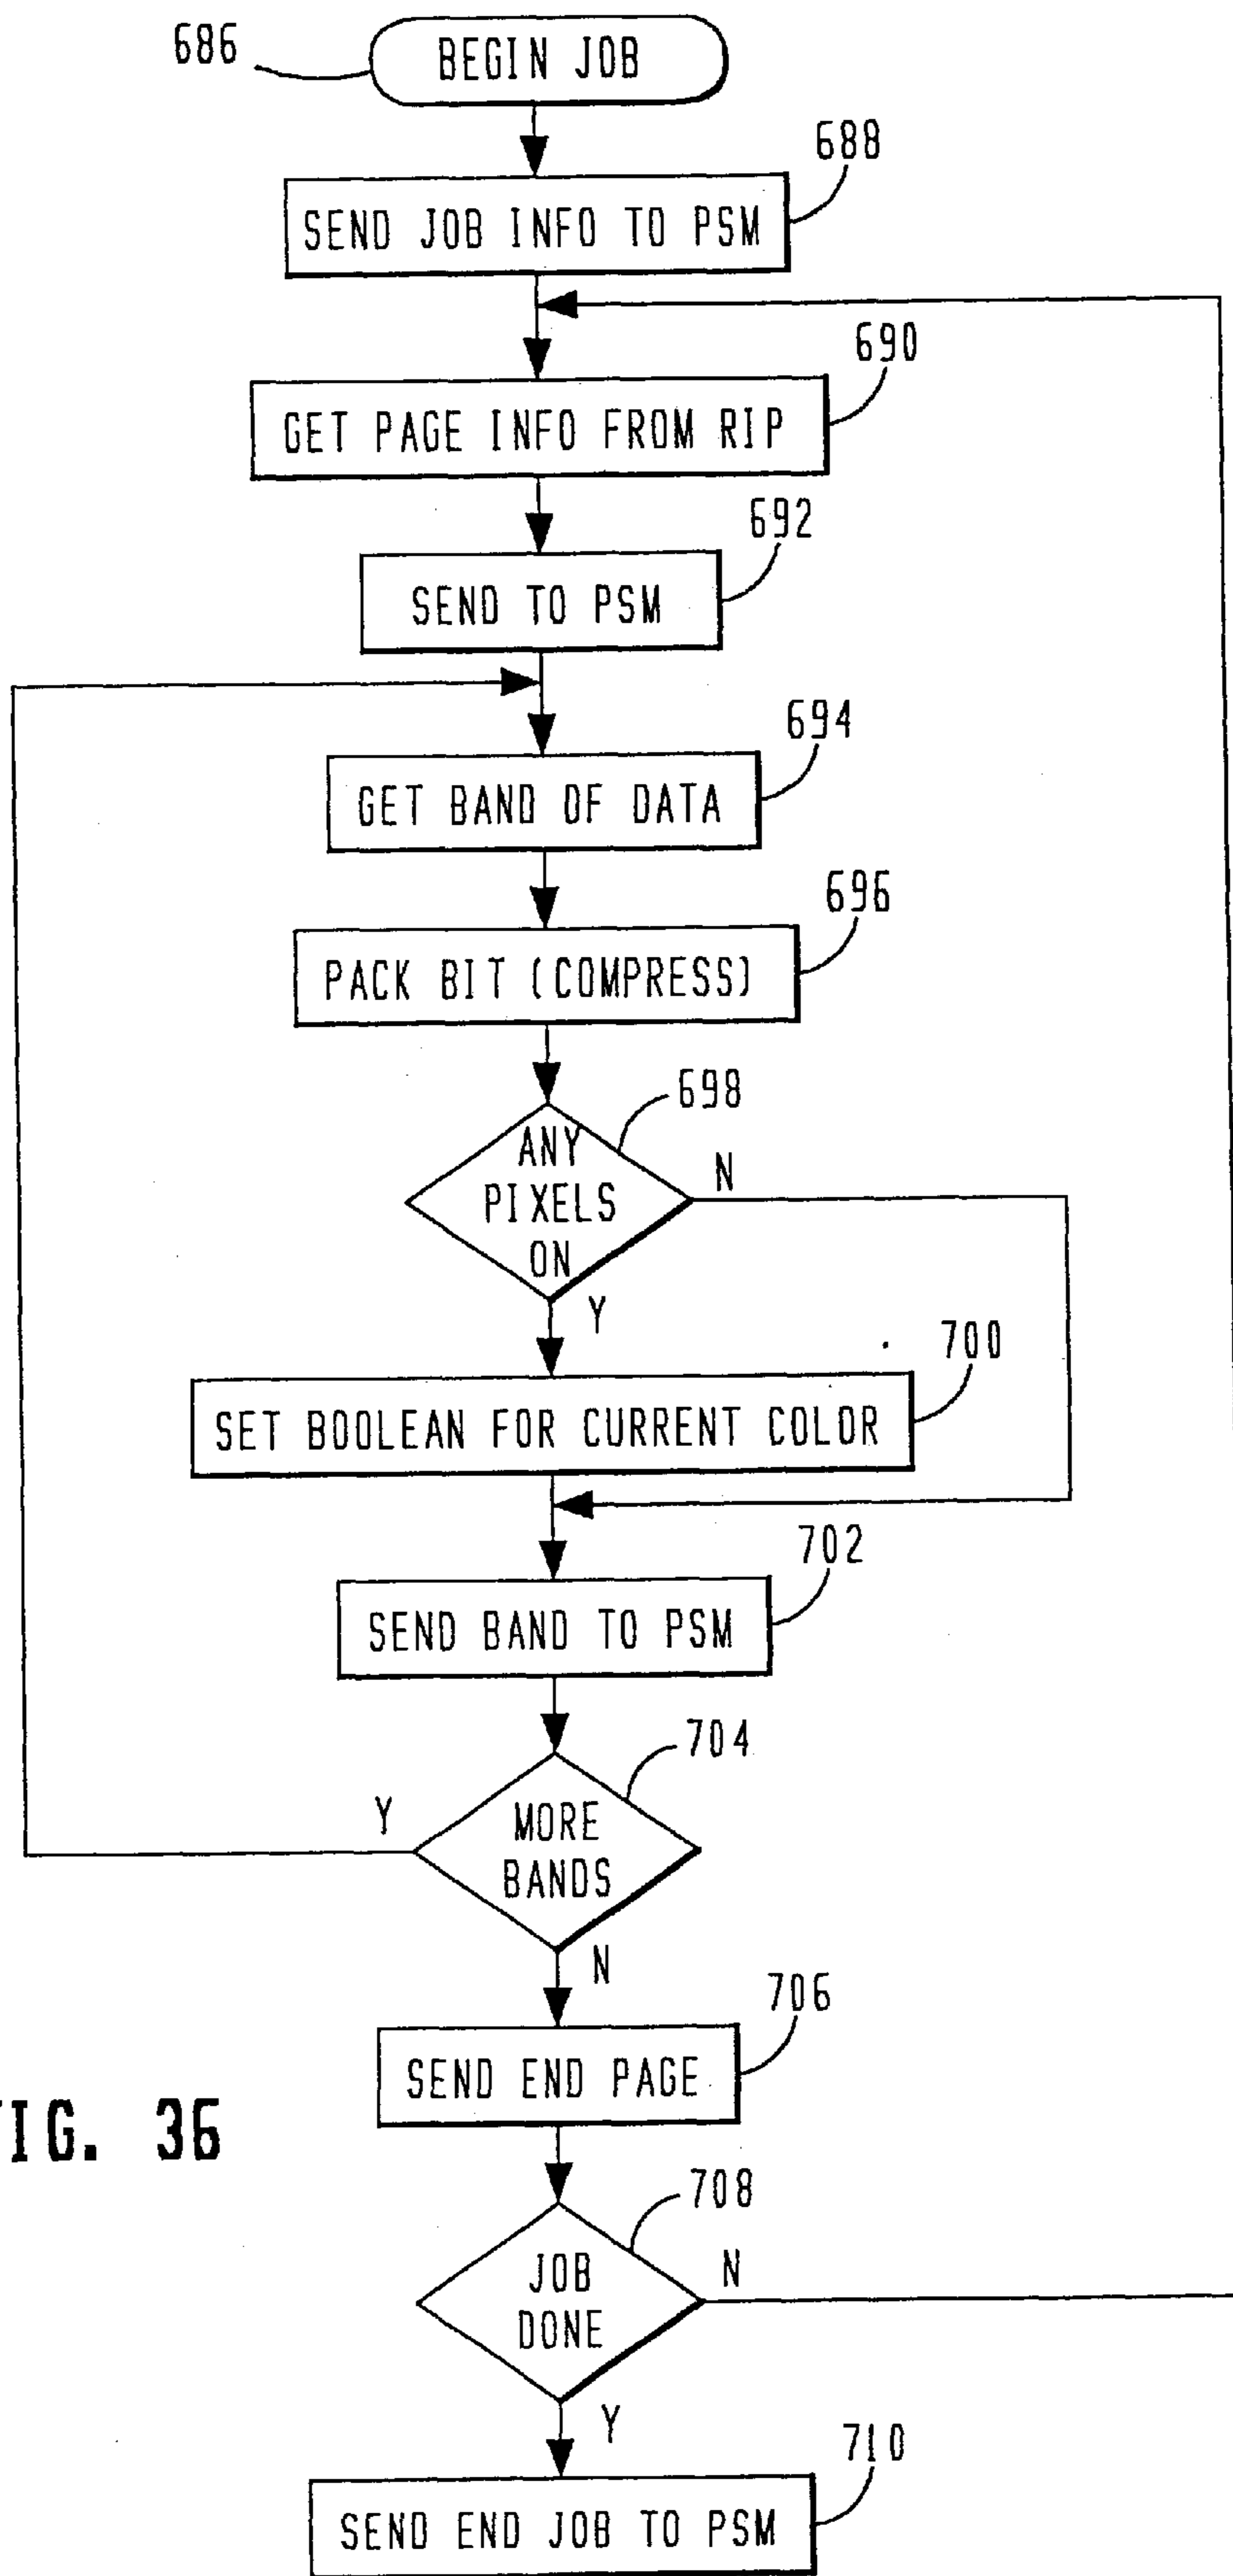 686
BEGIN JOB
688
SEND JOB INFO TO PSM
690
GET PAGE INFO FROM RIP
692
SEND TO PSM
694
GET BAND OF DATA
696
PACK BIT (COMPRESS)
698
ANY
PIXELS
ON
N
Y
700
SET BOOLEAN FOR CURRENT COLOR
702
SEND BAND TO PSM
704
Y
MORE
BANDS
N
706
SEND END PAGE
IG. 36
708
JOB
DONE
N
Y
710
SEND END JOB TO PSM